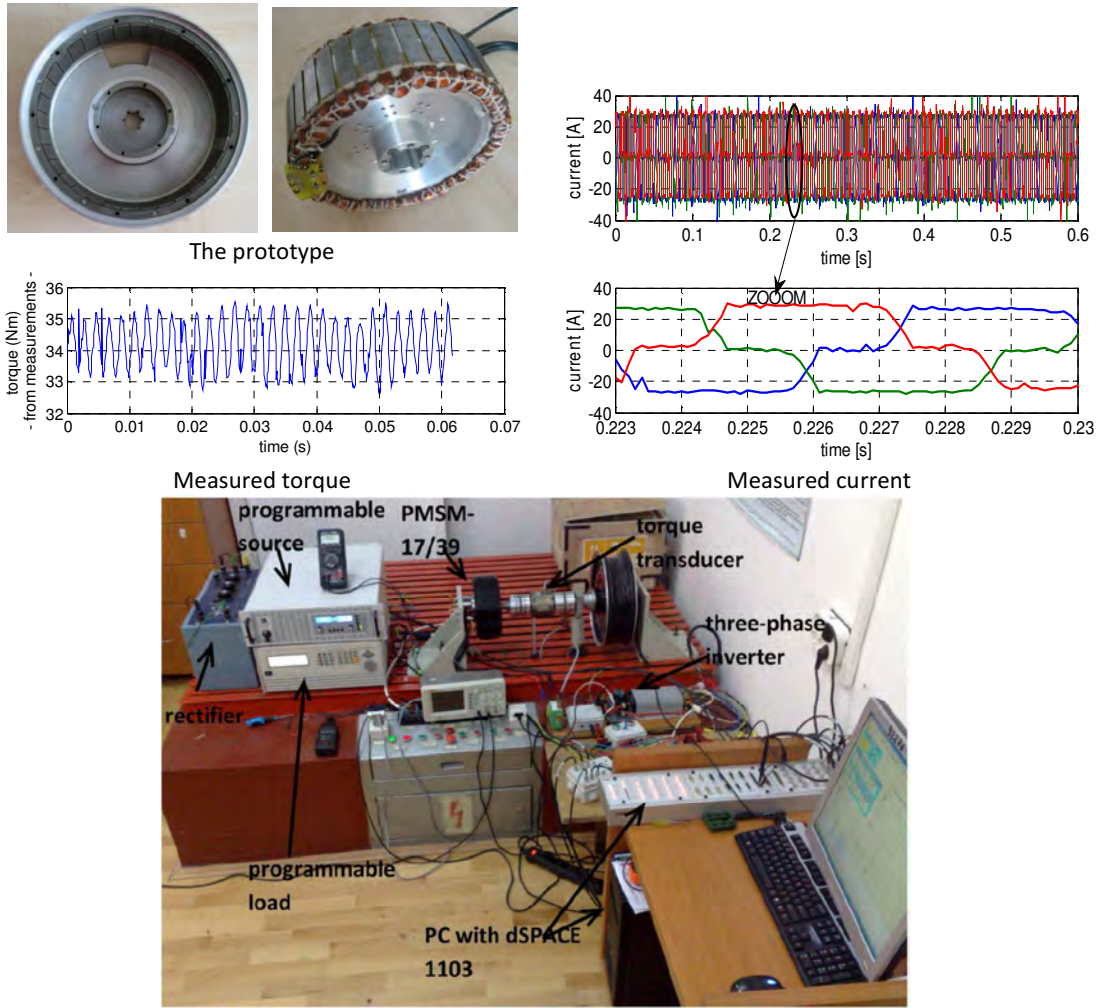 The prototype
40
20
0
-20
-40
current [A]
0 0.1 0.2 0.3 0.4 0.5 0.6
time [s]
36
35
34
33
32
torque (Nm)
- from measurements -
0 0.01 0.02 0.03 0.04 0.05 0.06 0.07
time (s)
ZOOOM
40
20
0
-20
-40
current [A]
0.223 0.224 0.225 0.226 0.227 0.228 0.229 0.23
time [s]
Measured torque
Measured current
programmable
source
PMSM-
17/39
torque
transducer
three-phase
inverter
rectifier
programmable
load
PC with dSPACE
1103